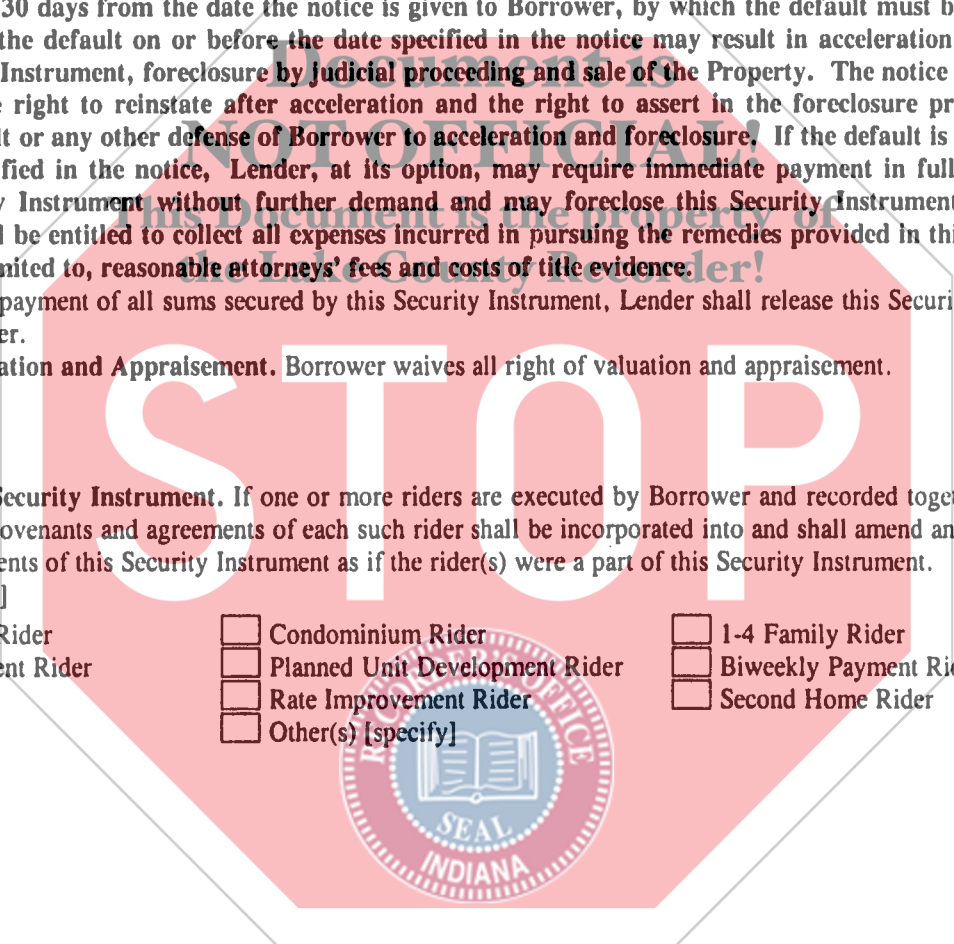 30 days from the date the notice is given to Borrower, by which the default must b
the default on or before the date specified in the notice may result in acceleration
Instrument, foreclosure by judicial proceeding and sale of the Property. The notice
right to reinstate after acceleration and the right to assert in the foreclosure pr
lt or any other defense of Borrower to acceleration and foreclosure. If the default is
ified in the notice, Lender, at its option, may require immediate payment in full
y Instrument without further demand and may foreclose this Security Instrument
l be entitled to collect all expenses incurred in pursuing the remedies provided in thi
nited to, reasonable attorneys' fees and costs of title evidence.
payment of all sums secured by this Security Instrument, Lender shall release this Securi
er.
ation and Appraisement. Borrower waives all right of valuation and appraisement.
Security Instrument. If one or more riders are executed by Borrower and recorded toge
ovenants and agreements of each such rider shall be incorporated into and shall amend an
ents of this Security Instrument as if the rider(s) were a part of this Security Instrument.
]
Rider Condominium Rider 1-4 Family Rider
ent Rider Planned Unit Development Rider Biweekly Payment Ri
Rate Improvement Rider Second Home Rider
Other(s) [specify]
Document is
NOT OFFICIAL!
This Document is the property of
the Lake County Recorder!
STOP
RECORDER'S OFFICE
SEAL
INDIANA